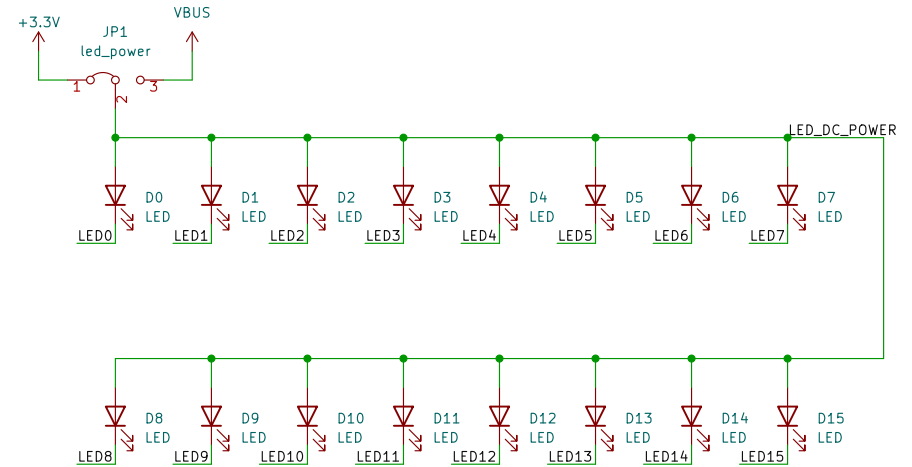 +3.3V
VBUS
JP1
led_power
1
2
3
LED_DC_POWER
D0
LED
LED0
D1
LED
LED1
D2
LED
LED2
D3
LED
LED3
D4
LED
LED4
D5
LED
LED5
D6
LED
LED6
D7
LED
LED7
D8
LED
LED8
D9
LED
LED9
D10
LED
LED10
D11
LED
LED11
D12
LED
LED12
D13
LED
LED13
D14
LED
LED14
D15
LED
LED15